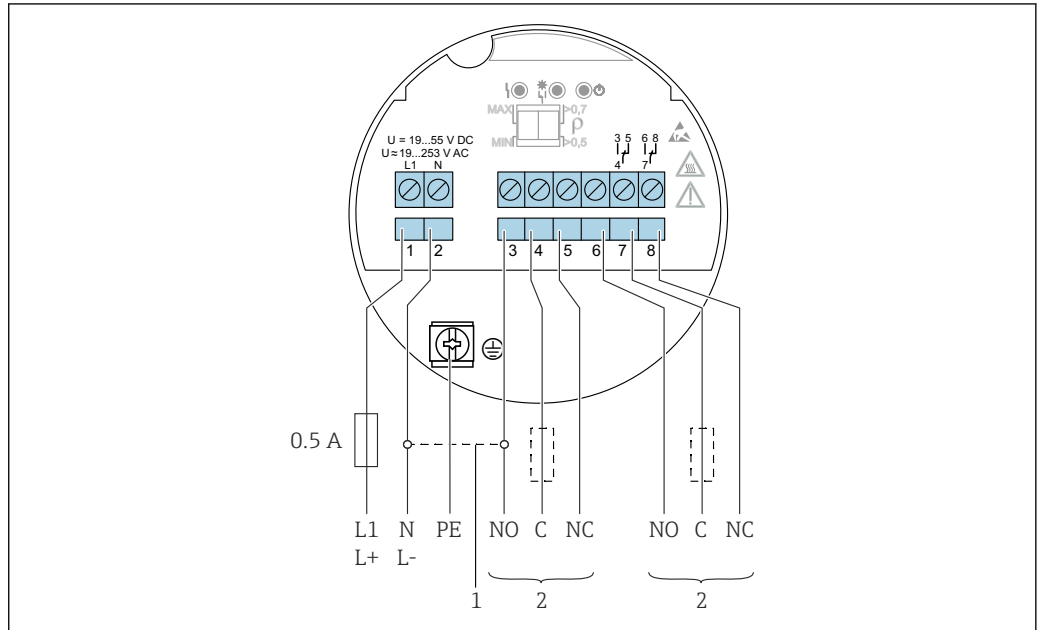 MAX >0,7
ρ
MIN >0,5
U = 19...55 V DC
U≈19...253 V AC
L1 N
3 5
4
6 8
7
1 2 3 4 5 6 7 8
0.5 A
L1 N PE NO C NC NO C NC
L+ L-
1 2 2